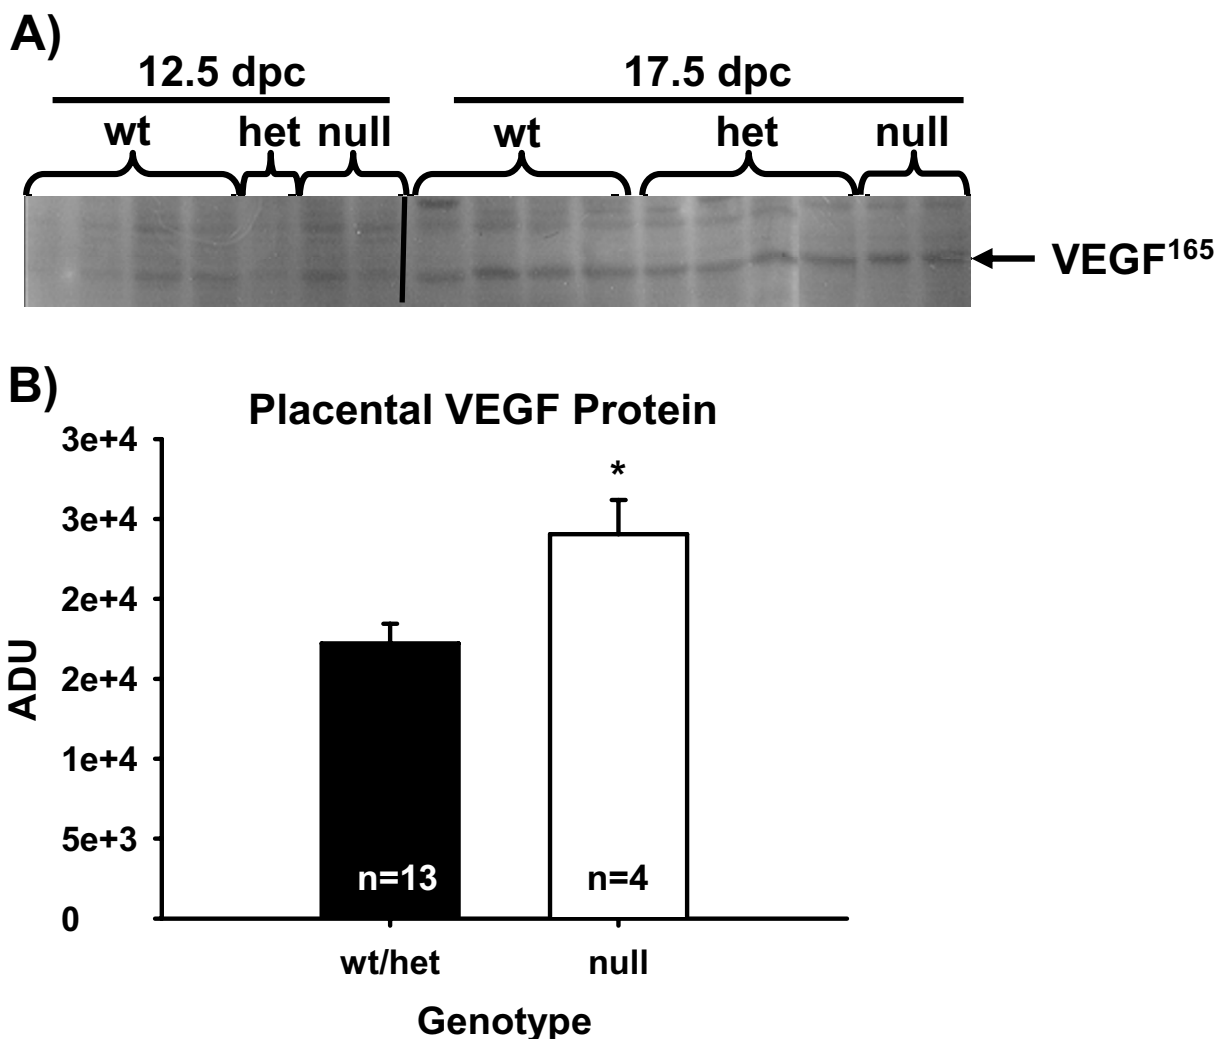 A)
12.5 dpc 17.5 dpc
wt het null wt het null
VEGF165
B)
Placental VEGF Protein
3e+4
*
3e+4
2e+4
2e+4
1e+4
5e+3
0
ADU
n=13 n=4
wt/het null
Genotype